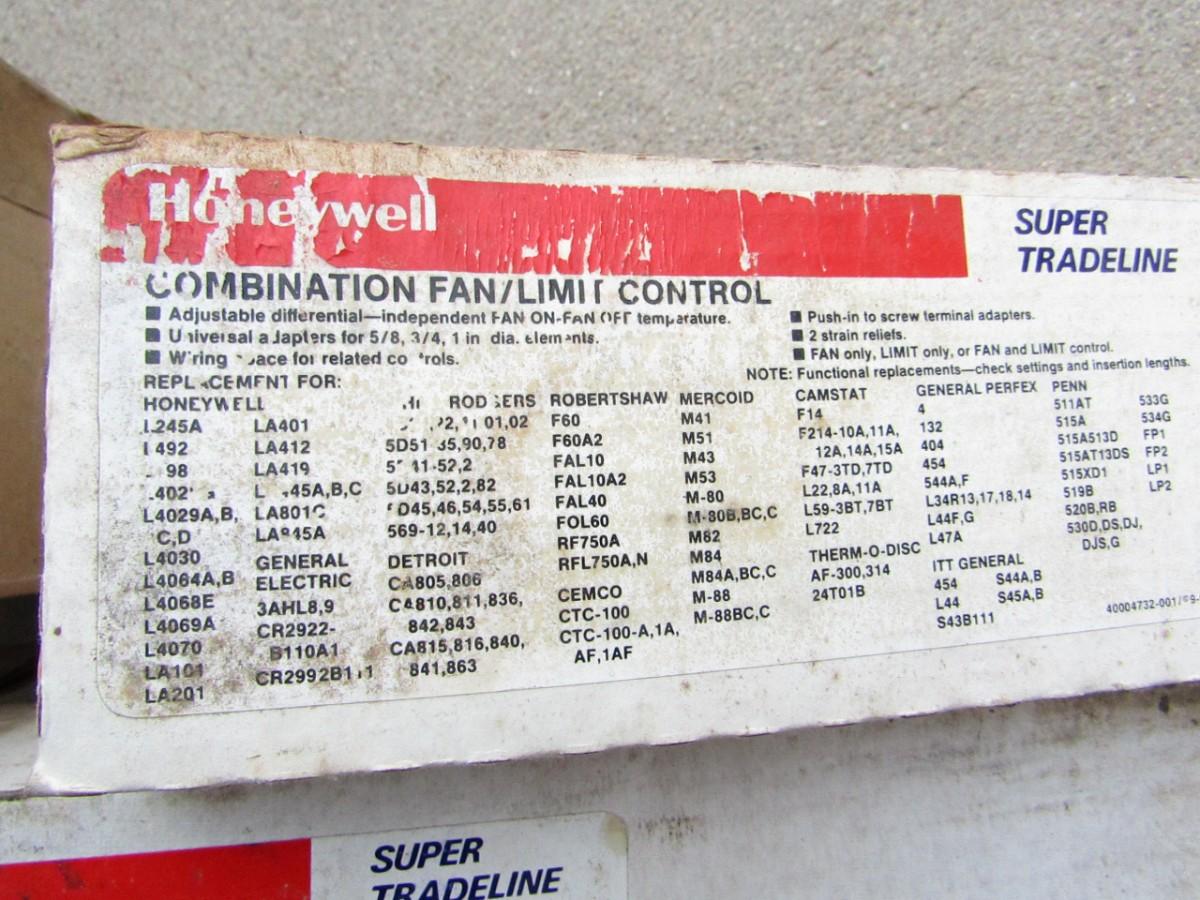 Honeywell
SUPER
TRADELINE
COMBINATION FAN/LIMIT CONTROL
■ Adjustable differential—independent FAN ON-FAN OFF temperature.
■ Universal adapters for 5/8, 3/4, 1 in dia. elements.
■ Wiring space for related controls.
■ Push-in to screw terminal adapters.
■ 2 strain reliefs.
■ FAN only, LIMIT only, or FAN and LIMIT control.
NOTE: Functional replacements—check settings and insertion lengths.
REPLACEMENT FOR:
HONEYWELL
L4029A,B,
C,D
L4030
L4064A,B
L4068E
L4069A
L4070
LA101
LA201
LA401
LA412
LA419
GENERAL
ELECTRIC
3AHL8,9
CR2922-
B110A1
RODGERS
5D43,52,2,82
569-12,14,40
DETROIT
CA805,806
CA810,811,836,
842,843
CA815,816,840,
841,863
ROBERTSHAW
F60
F60A2
FAL10
FAL10A2
FAL40
FOL60
RF750A
RFL750A,N
CEMCO
CTC-100
CTC-100-A,1A,
AF,1AF
MERCOID
M41
M51
M43
M53
M-80
M-80B,BC,C
M82
M84
M84A,BC,C
M-88
M-88BC,C
CAMSTAT
F14
F214-10A,11A,
12A,14A,15A
F47-3TD,7TD
L22,8A,11A
L59-3BT,7BT
L722
THERM-O-DISC
AF-300,314
24T01B
GENERAL PERFEX
4
132
404
454
544A,F
L34R13,17,18,14
L44F,G
L47A
ITT GENERAL
454
L44
S43B111
S44A,B
S45A,B
PENN
511AT
515A
515A513D
515AT13DS
515XD1
519B
520B,RB
530D,DS,DJ,
DJS,G
533G
534G
FP1
FP2
LP1
LP2
40004732-001
SUPER
TRADELINE